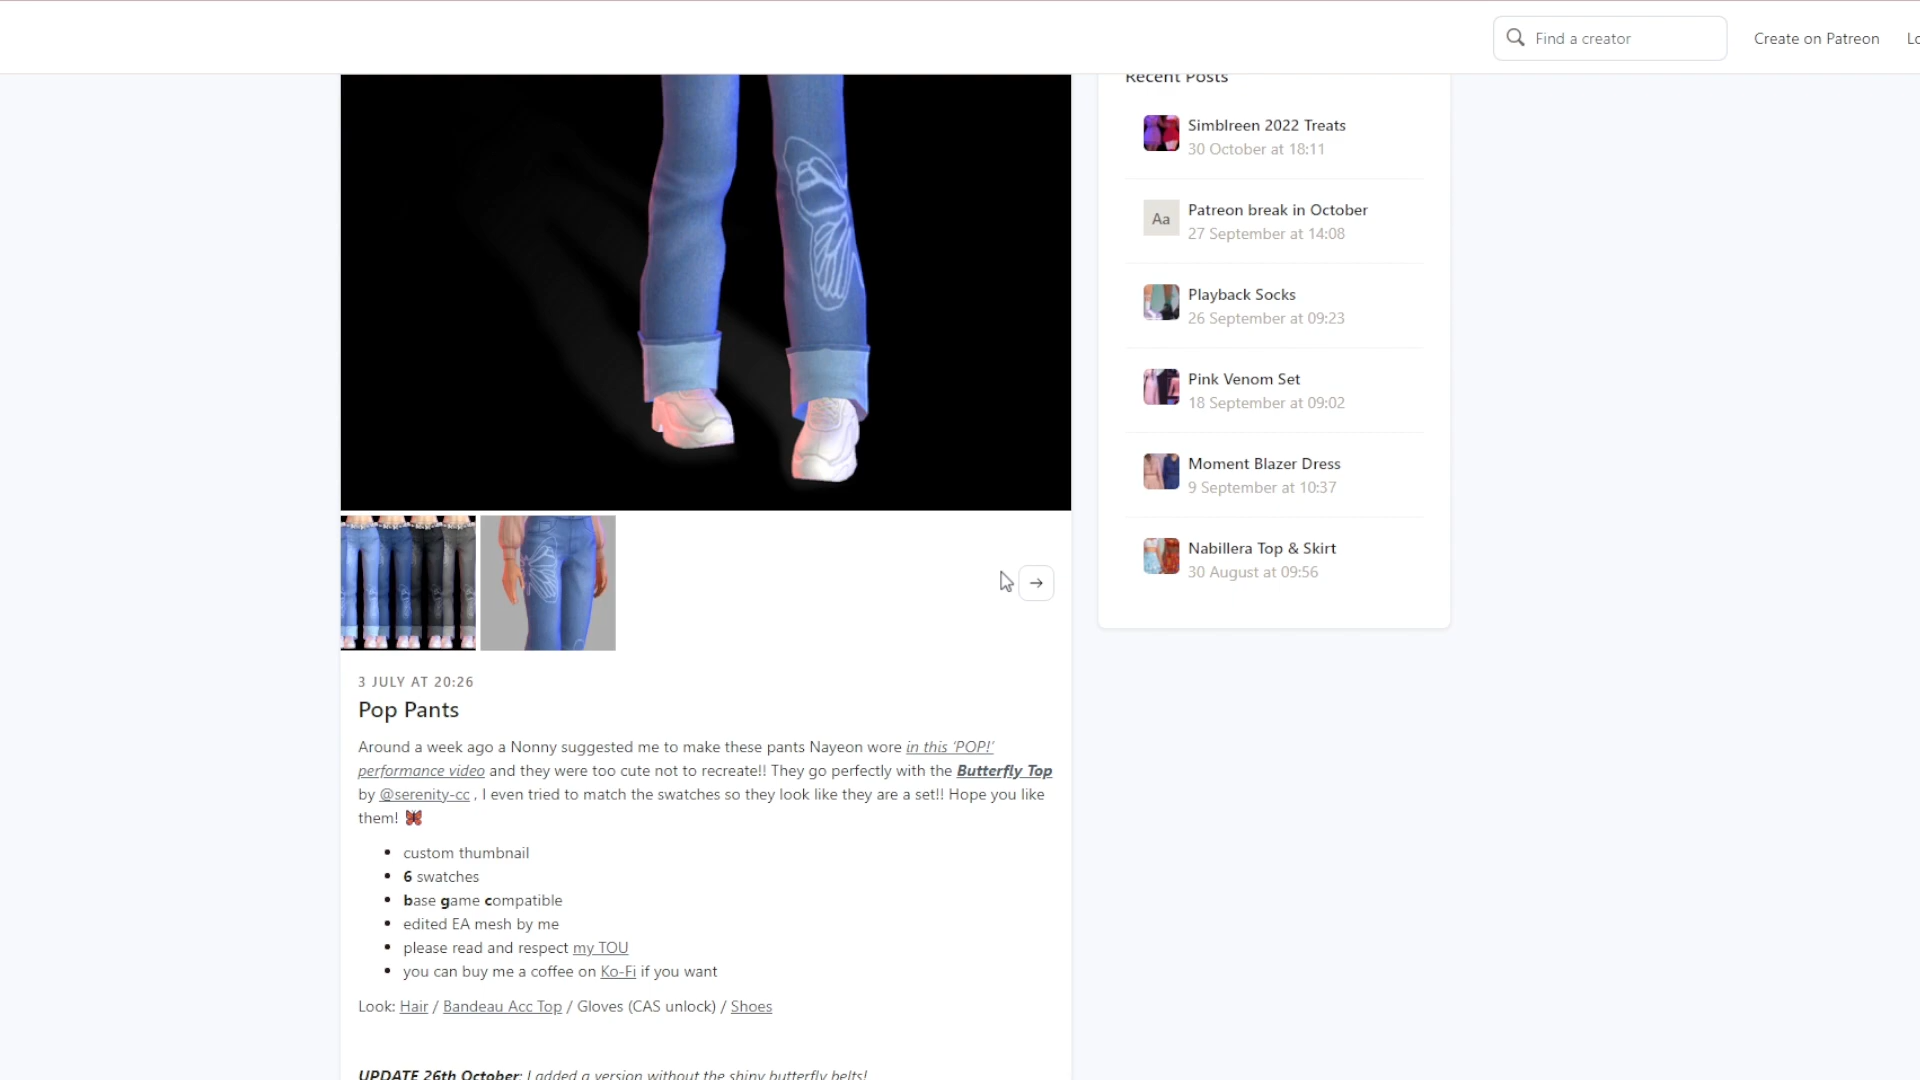 Find a creator
Create on Patreon
Recent Posts
Simblreen 2022 Treats
30 October at 18:11
Aa
Patreon break in October
27 September at 14:08
Playback Socks
26 September at 09:23
Pink Venom Set
18 September at 09:02
Moment Blazer Dress
9 September at 10:37
Nabillera Top & Skirt
30 August at 09:56
3 JULY AT 20:26
Pop Pants
Around a week ago a Nonny suggested me to make these pants Nayeon wore in this 'POP!'
performance video and they were too cute not to recreate!! They go perfectly with the Butterfly Top
by @serenity-cc , I even tried to match the swatches so they look like they are a set!! Hope you like
them! 🦋
• custom thumbnail
• 6 swatches
• base game compatible
• edited EA mesh by me
• please read and respect my TOU
• you can buy me a coffee on Ko-Fi if you want
Look: Hair / Bandeau Acc Top / Gloves (CAS unlock) / Shoes
UPDATE 26th October: I added a version without the shiny butterfly belts!